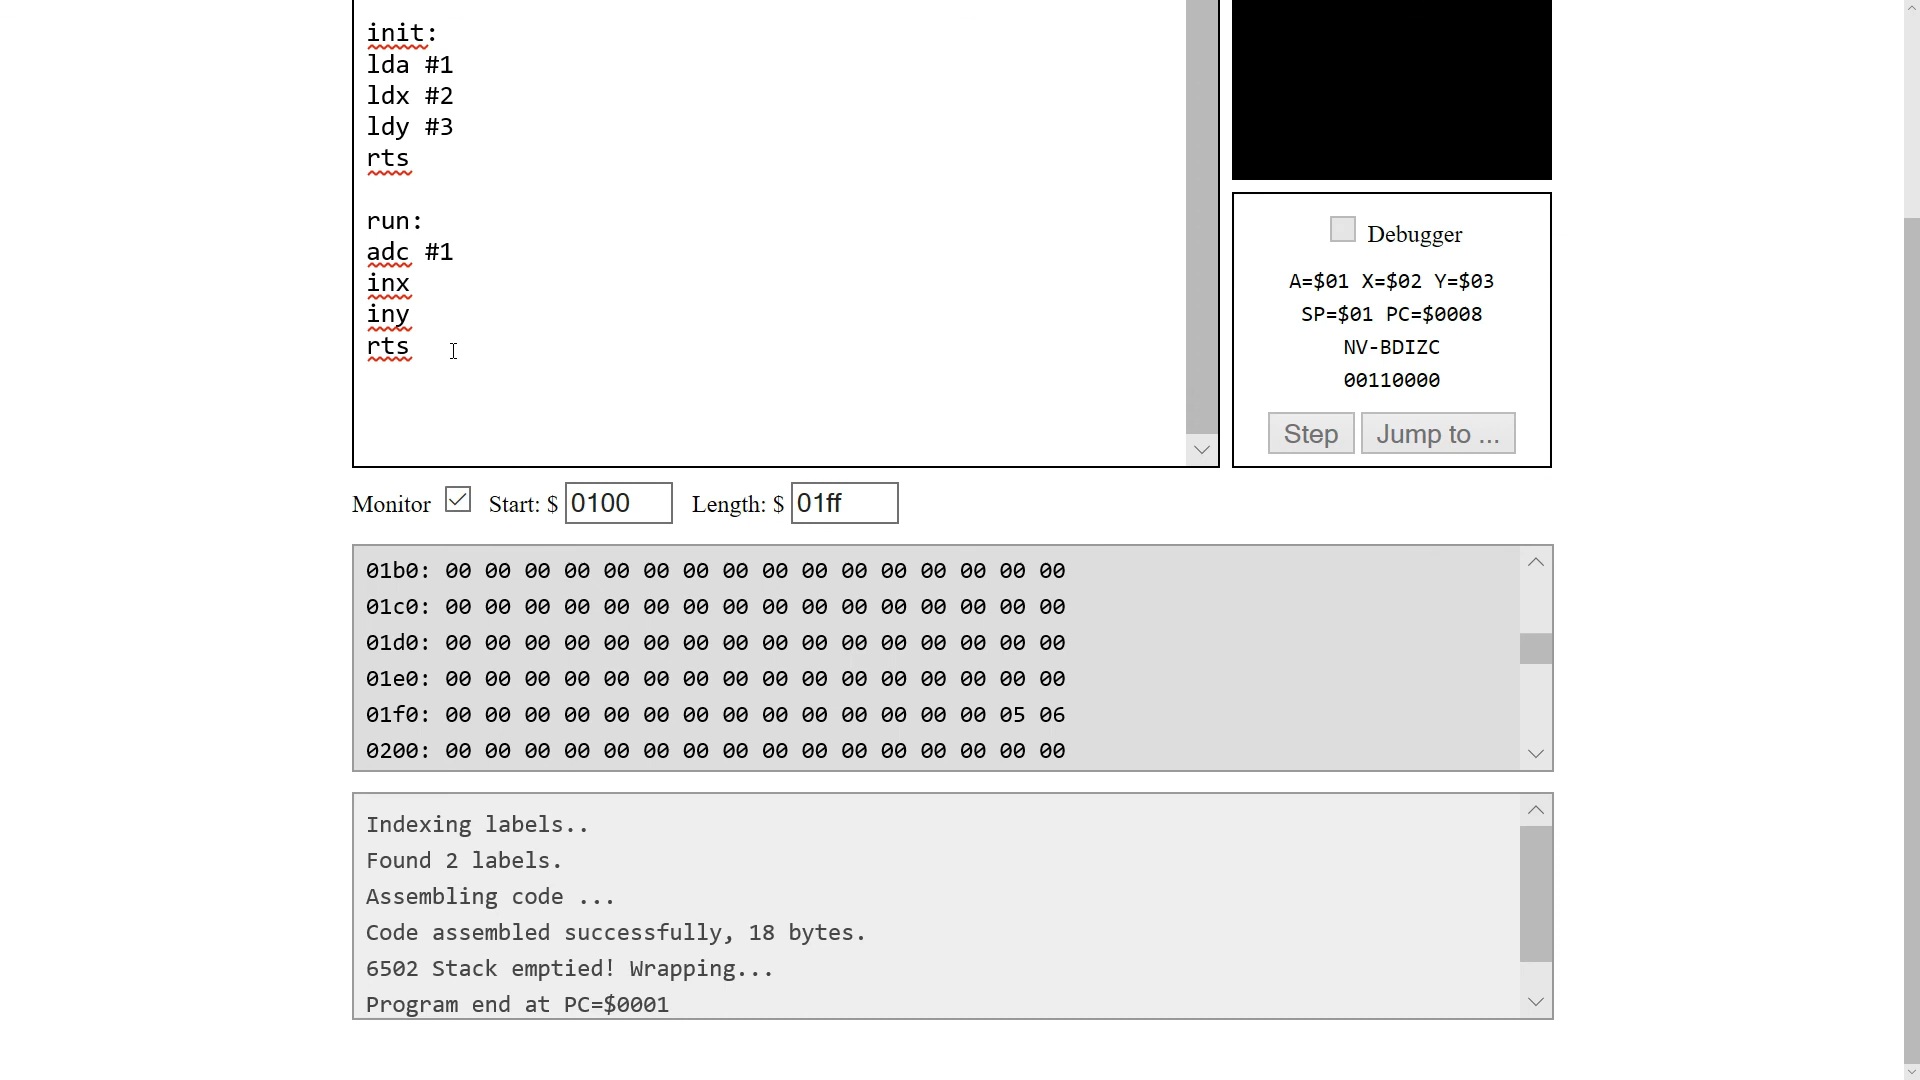 init:
lda #1
ldx #2
ldy #3
rts
run:
adc #1
inx
iny
rts
Debugger
A=$01 X=$02 Y=$03
SP=$01 PC=$0008
NV-BDIZC
00110000
Step Jump to ...
Monitor Start: $ 0100 Length: $ 01ff
01b0: 00 00 00 00 00 00 00 00 00 00 00 00 00 00 00 00
01c0: 00 00 00 00 00 00 00 00 00 00 00 00 00 00 00 00
01d0: 00 00 00 00 00 00 00 00 00 00 00 00 00 00 00 00
01e0: 00 00 00 00 00 00 00 00 00 00 00 00 00 00 00 00
01f0: 00 00 00 00 00 00 00 00 00 00 00 00 00 00 05 06
0200: 00 00 00 00 00 00 00 00 00 00 00 00 00 00 00 00
Indexing labels..
Found 2 labels.
Assembling code ...
Code assembled successfully, 18 bytes.
6502 Stack emptied! Wrapping...
Program end at PC=$0001